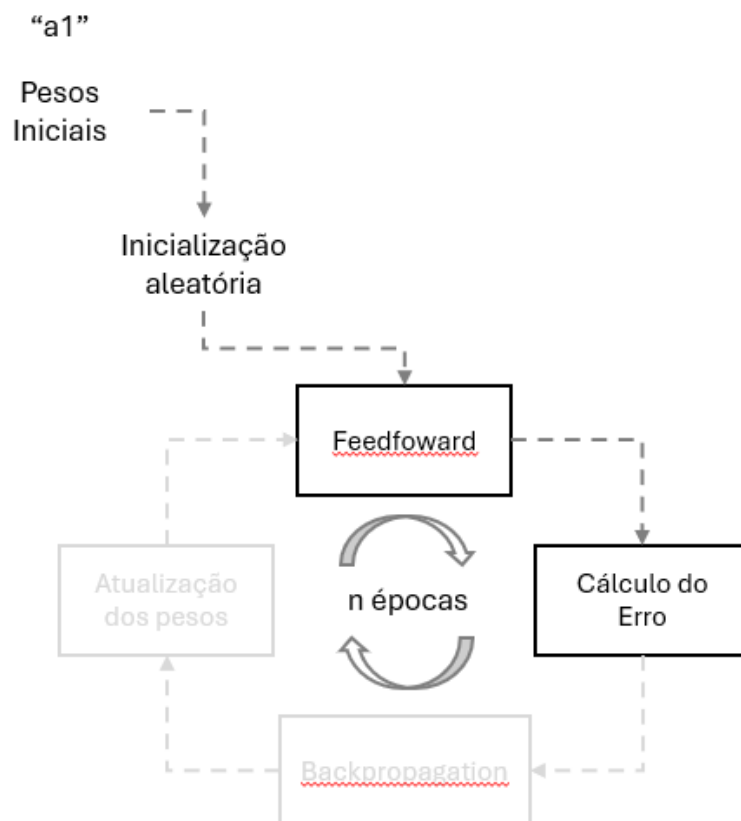 “a1”
Pesos
Iniciais
Inicialização
aleatória
Feedfoward
Atualização
dos pesos
n épocas
Cálculo do
Erro
Backpropagation